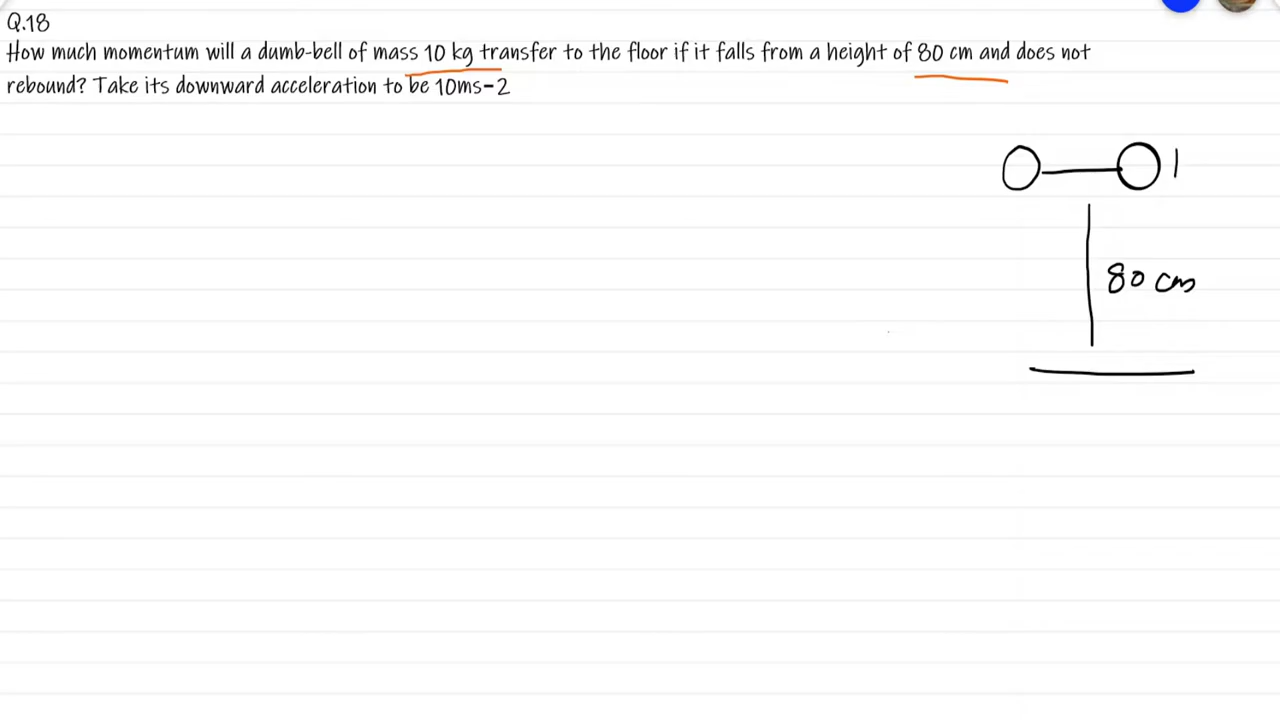 Q.18
How much momentum will a dumb-bell of mass 10 kg transfer to the floor if it falls from a height of 80 cm and does not
rebound? Take its downward acceleration to be 10ms-2
1
80 cm